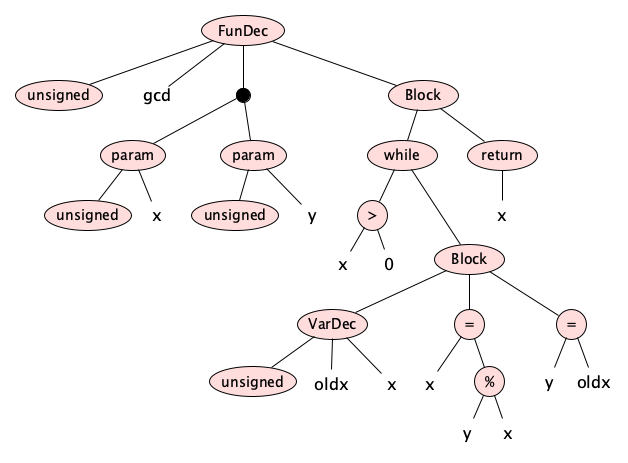 FunDec
unsigned gcd Block
param param while return
unsigned x unsigned y > x
x 0 Block
VarDec = =
unsigned oldx x x % y oldx
y x